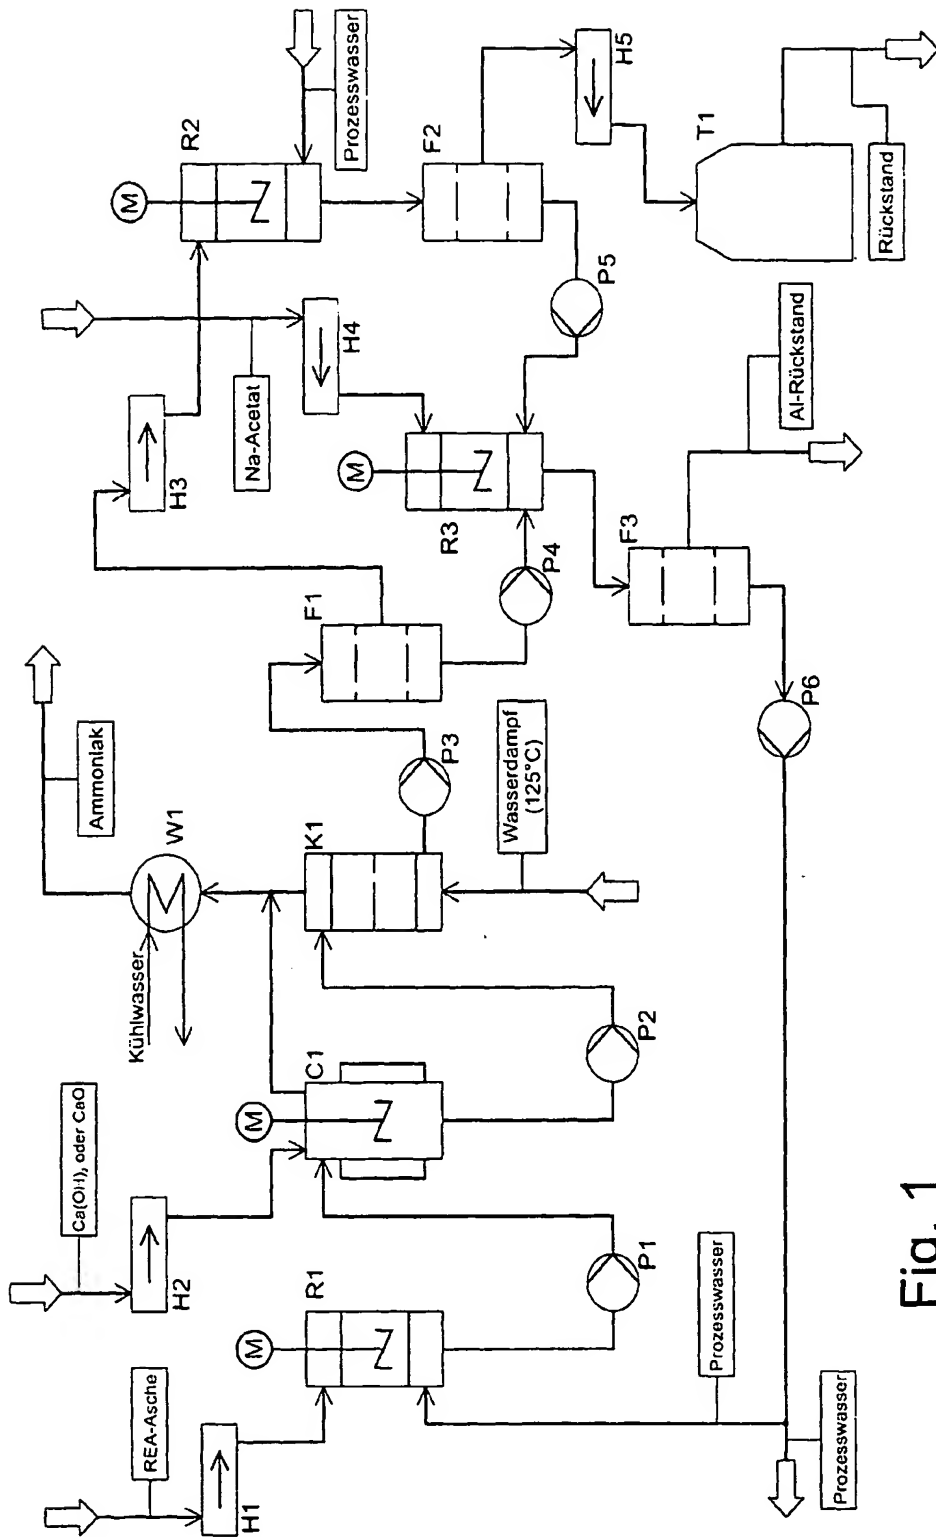 REA-Asche
H1
Ca(OH), oder CaO
H2
M
R1
P1
Prozesswasser
Prozesswasser
Kühlwasser
W1
Ammoniak
M
C1
P2
K1
Wasserdampf
(125°C)
P3
F1
H3
Na-Acetat
H4
M
R2
Prozesswasser
M
R3
P4
P5
F2
H5
T1
Rückstand
F3
Al-Rückstand
P6
Fig. 1